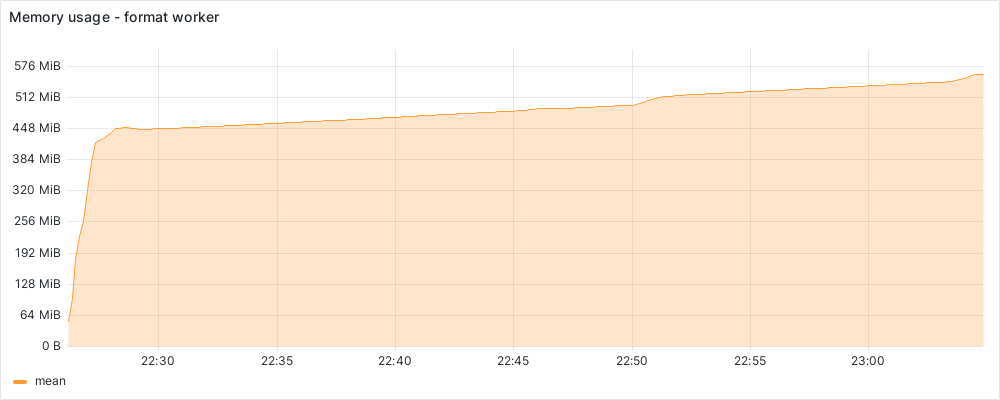 Memory usage - format worker
576 MiB
512 MiB
448 MiB
384 MiB
320 MiB
256 MiB
192 MiB
128 MiB
64 MiB
0 B
22:30 22:35 22:40 22:45 22:50 22:55 23:00
mean